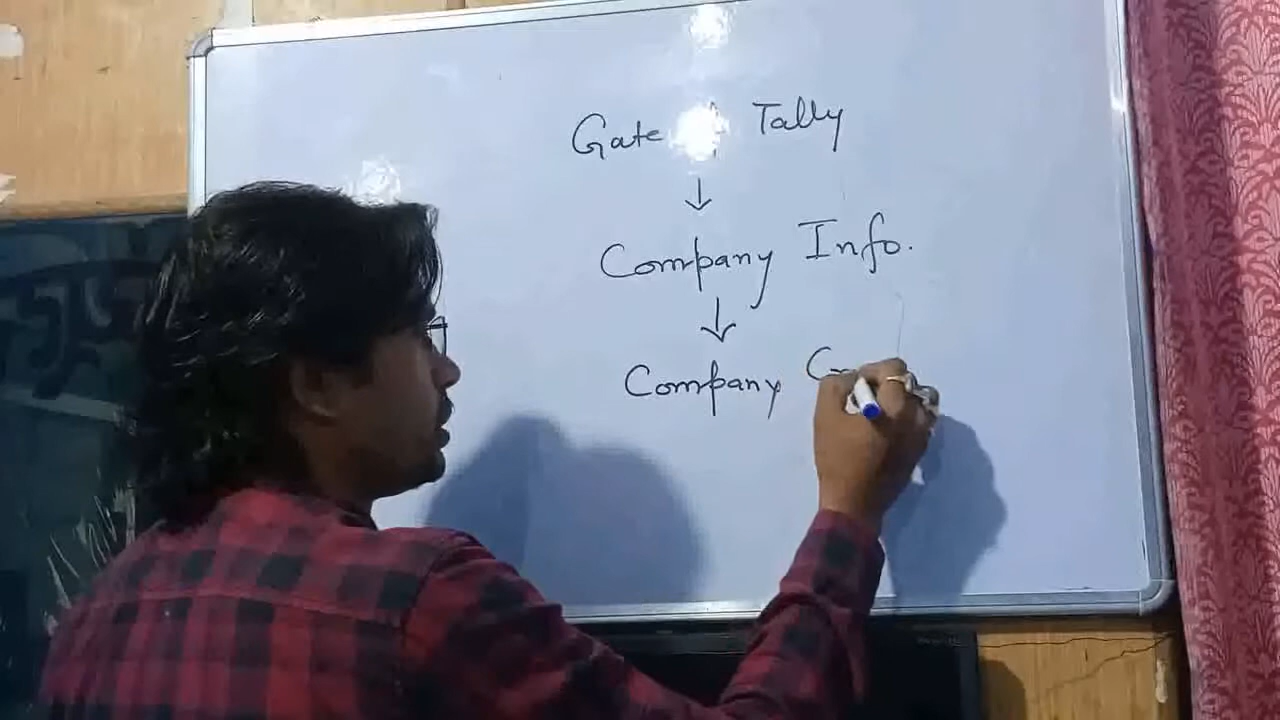 Gate Tally
↓
Company Info.
↓
Company